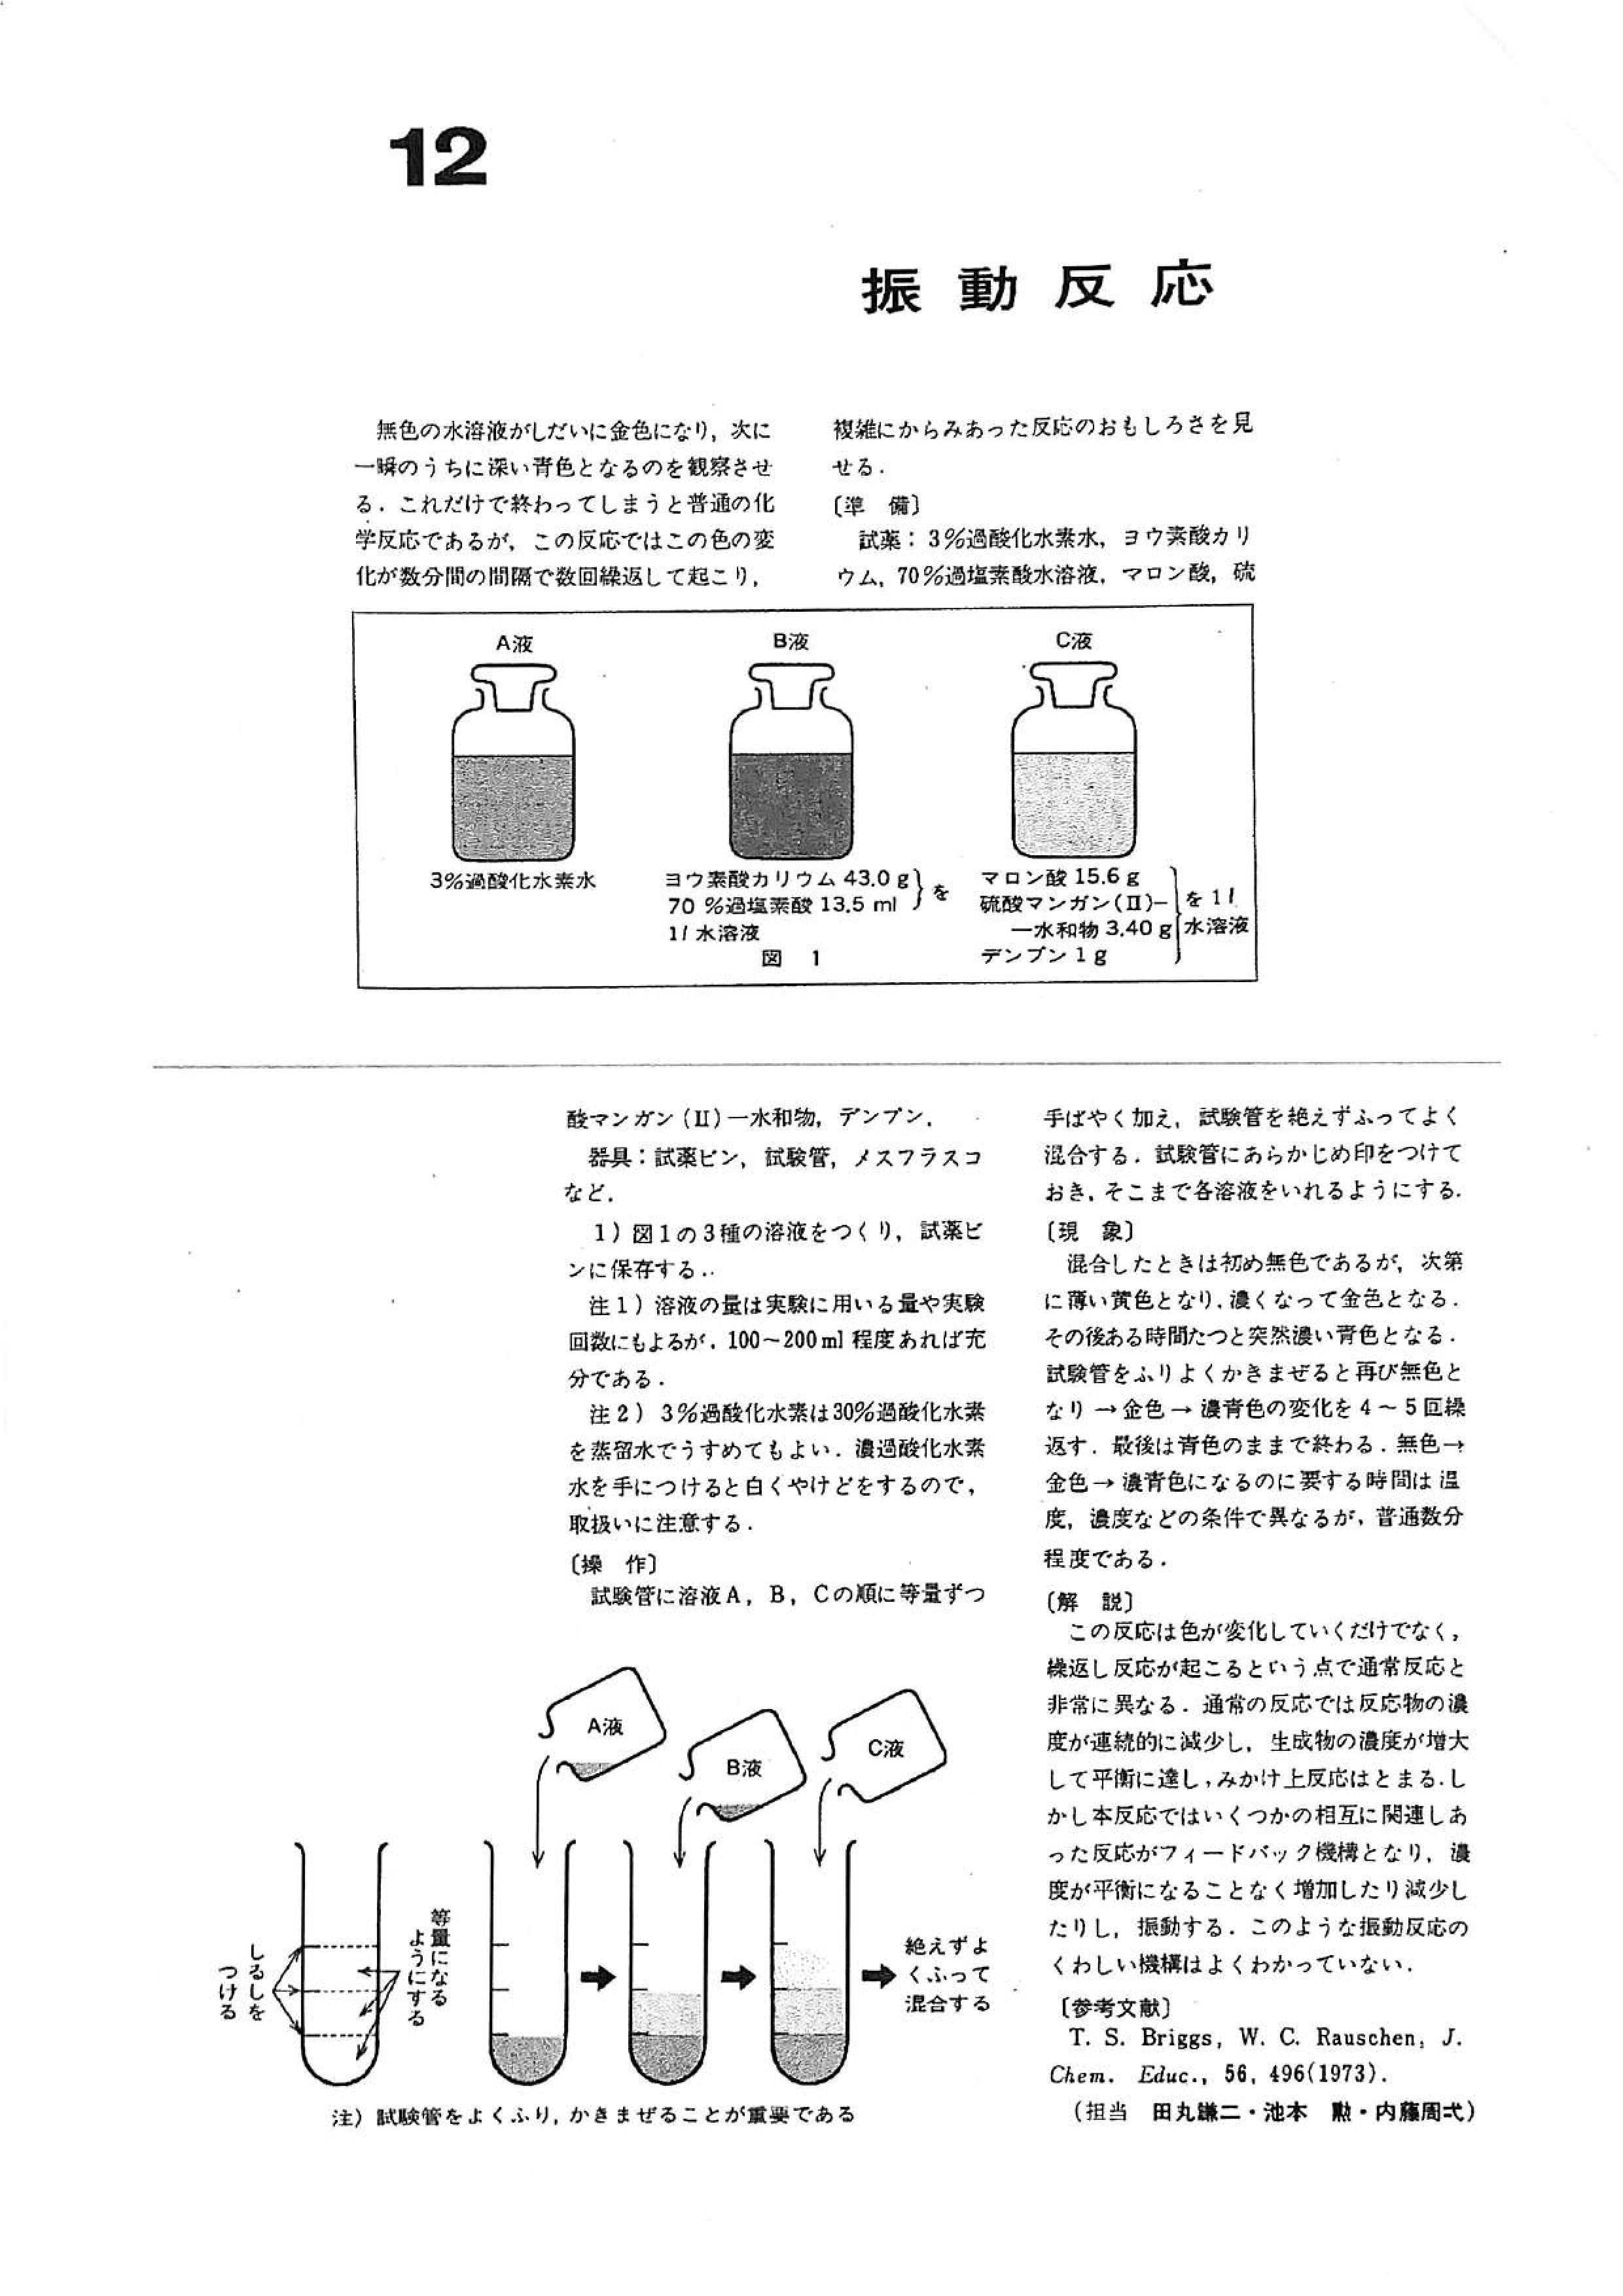 12
振動反応
無色の水溶液がしだいに金色になり，次に
一瞬のうちに深い青色となるのを観察させ
る．これだけで終わってしまうと普通の化
学反応であるが，この反応ではこの色の変
化が数分間の間隔で数回繰返して起こり，
複雑にからみあった反応のおもしろさを見
せる．
〔準　備〕
試薬：3％過酸化水素水，ヨウ素酸カリ
ウム，70％過塩素酸水溶液，マロン酸，硫
A液
B液
C液
3%過酸化水素水
ヨウ素酸カリウム 43.0 g
70 %過塩素酸 13.5 ml
を
1l 水溶液
マロン酸 15.6 g
硫酸マンガン(Ⅱ)−
一水和物 3.40 g
デンプン 1 g
を 1l
水溶液
図　1
酸マンガン(Ⅱ)一水和物，デンプン．
器具：試薬ビン，試験管，メスフラスコ
など．
1）図1の3種の溶液をつくり，試薬ビ
ンに保存する．.
注1）溶液の量は実験に用いる量や実験
回数にもよるが，100〜200ml 程度あれば充
分である．
注2）3％過酸化水素は30％過酸化水素
を蒸留水でうすめてもよい．濃過酸化水素
水を手につけると白くやけどをするので，
取扱いに注意する．
〔操　作〕
試験管に溶液A，B，Cの順に等量ずつ
手ばやく加え，試験管を絶えずふってよく
混合する．試験管にあらかじめ印をつけて
おき，そこまで各溶液をいれるようにする．
〔現　象〕
混合したときは初め無色であるが，次第
に薄い黄色となり，濃くなって金色となる．
その後ある時間たつと突然濃い青色となる．
試験管をふりよくかきまぜると再び無色と
なり→金色→濃青色の変化を4〜5回繰
返す．最後は青色のままで終わる．無色→
金色→濃青色になるのに要する時間は温
度，濃度などの条件で異なるが，普通数分
程度である．
〔解　説〕
この反応は色が変化していくだけでなく，
繰返し反応が起こるという点で通常反応と
非常に異なる．通常の反応では反応物の濃
度が連続的に減少し，生成物の濃度が増大
して平衡に達し，みかけ上反応はとまる．し
かし本反応ではいくつかの相互に関連しあ
った反応がフィードバック機構となり，濃
度が平衡になることなく増加したり減少し
たりし，振動する．このような振動反応の
くわしい機構はよくわかっていない．
〔参考文献〕
T. S. Briggs, W. C. Rauschen, J.
Chem. Educ., 56, 496(1973).
（担当　田丸謙二・池本　勲・内藤周弌）
A液
B液
C液
しるしを
つける
等量になる
ようにする
絶えずよ
くふって
混合する
注）試験管をよくふり，かきまぜることが重要である